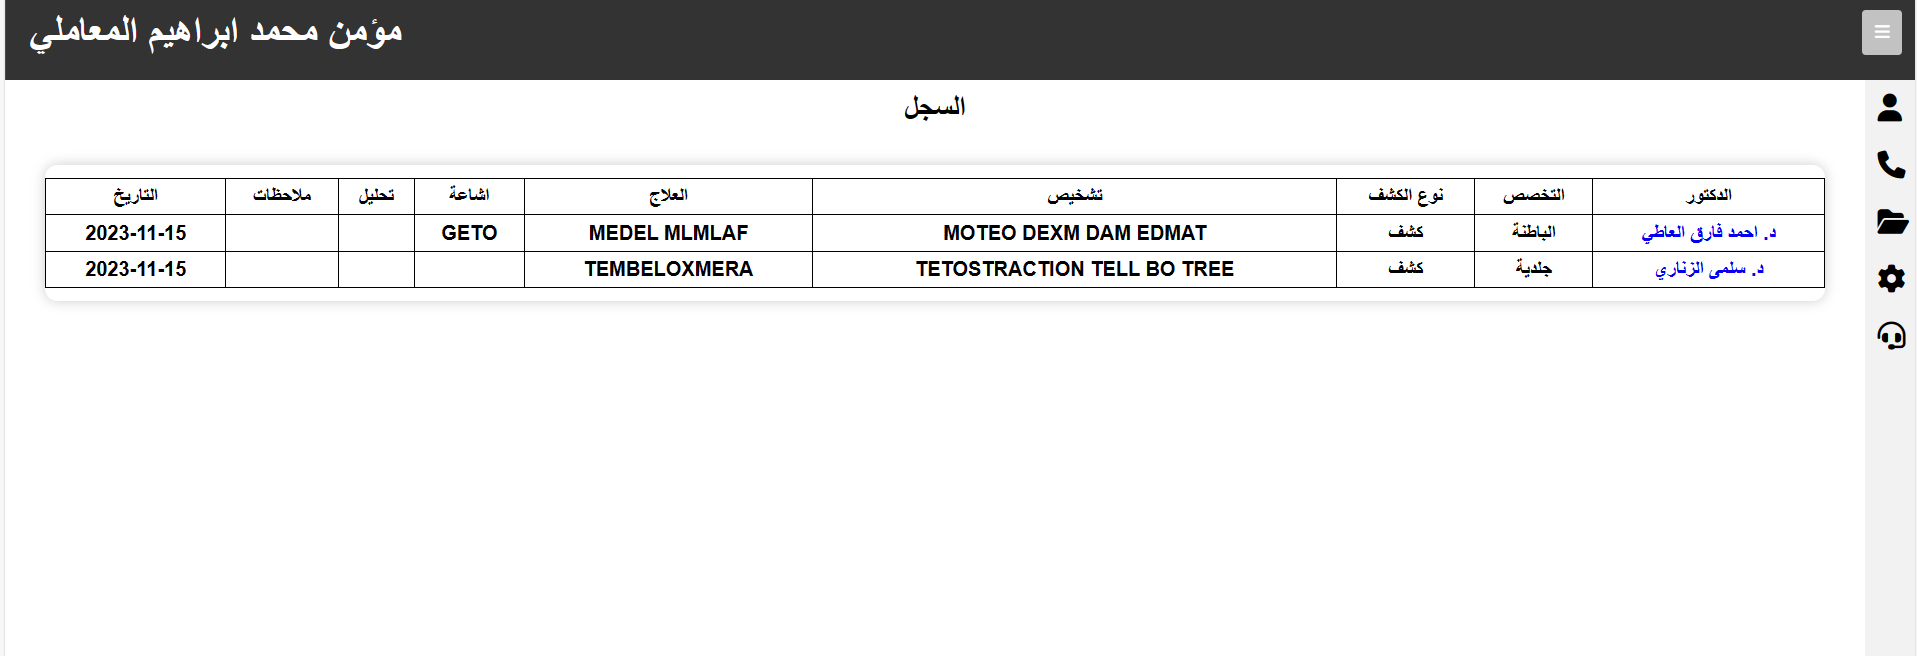 مؤمن محمد ابراهيم المعاملي
السجل
الدكتور التخصص نوع الكشف تشخيص العلاج اشاعة تحليل ملاحظات التاريخ
د. احمد فارق العاطي الباطنة كشف MOTEO DEXM DAM EDMAT MEDEL MLMLAF GETO 2023-11-15
د. سلمى الزناري جلدية كشف TETOSTRACTION TELL BO TREE TEMBELOXMERA 2023-11-15